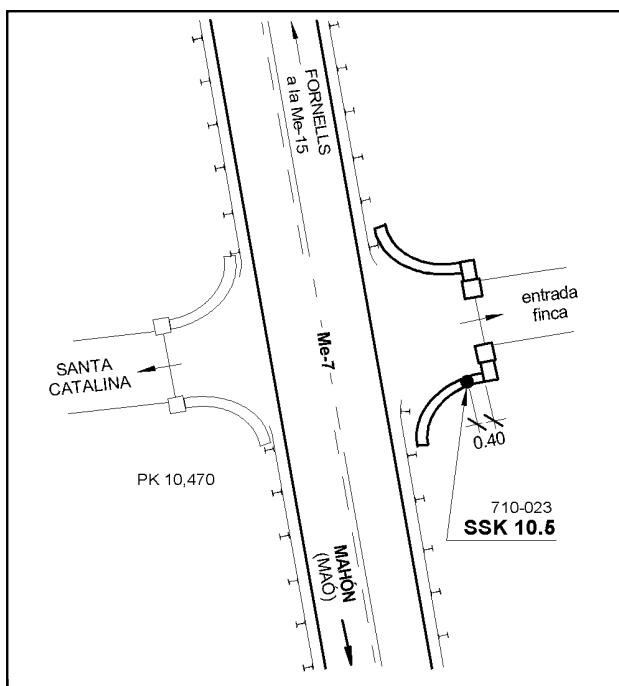 FORNELLS
a la Me-15
entrada
finca
Me-7
SANTA
CATALINA
0.40
PK 10,470
710-023
SSK 10.5
MAHÓN
(MAÓ)